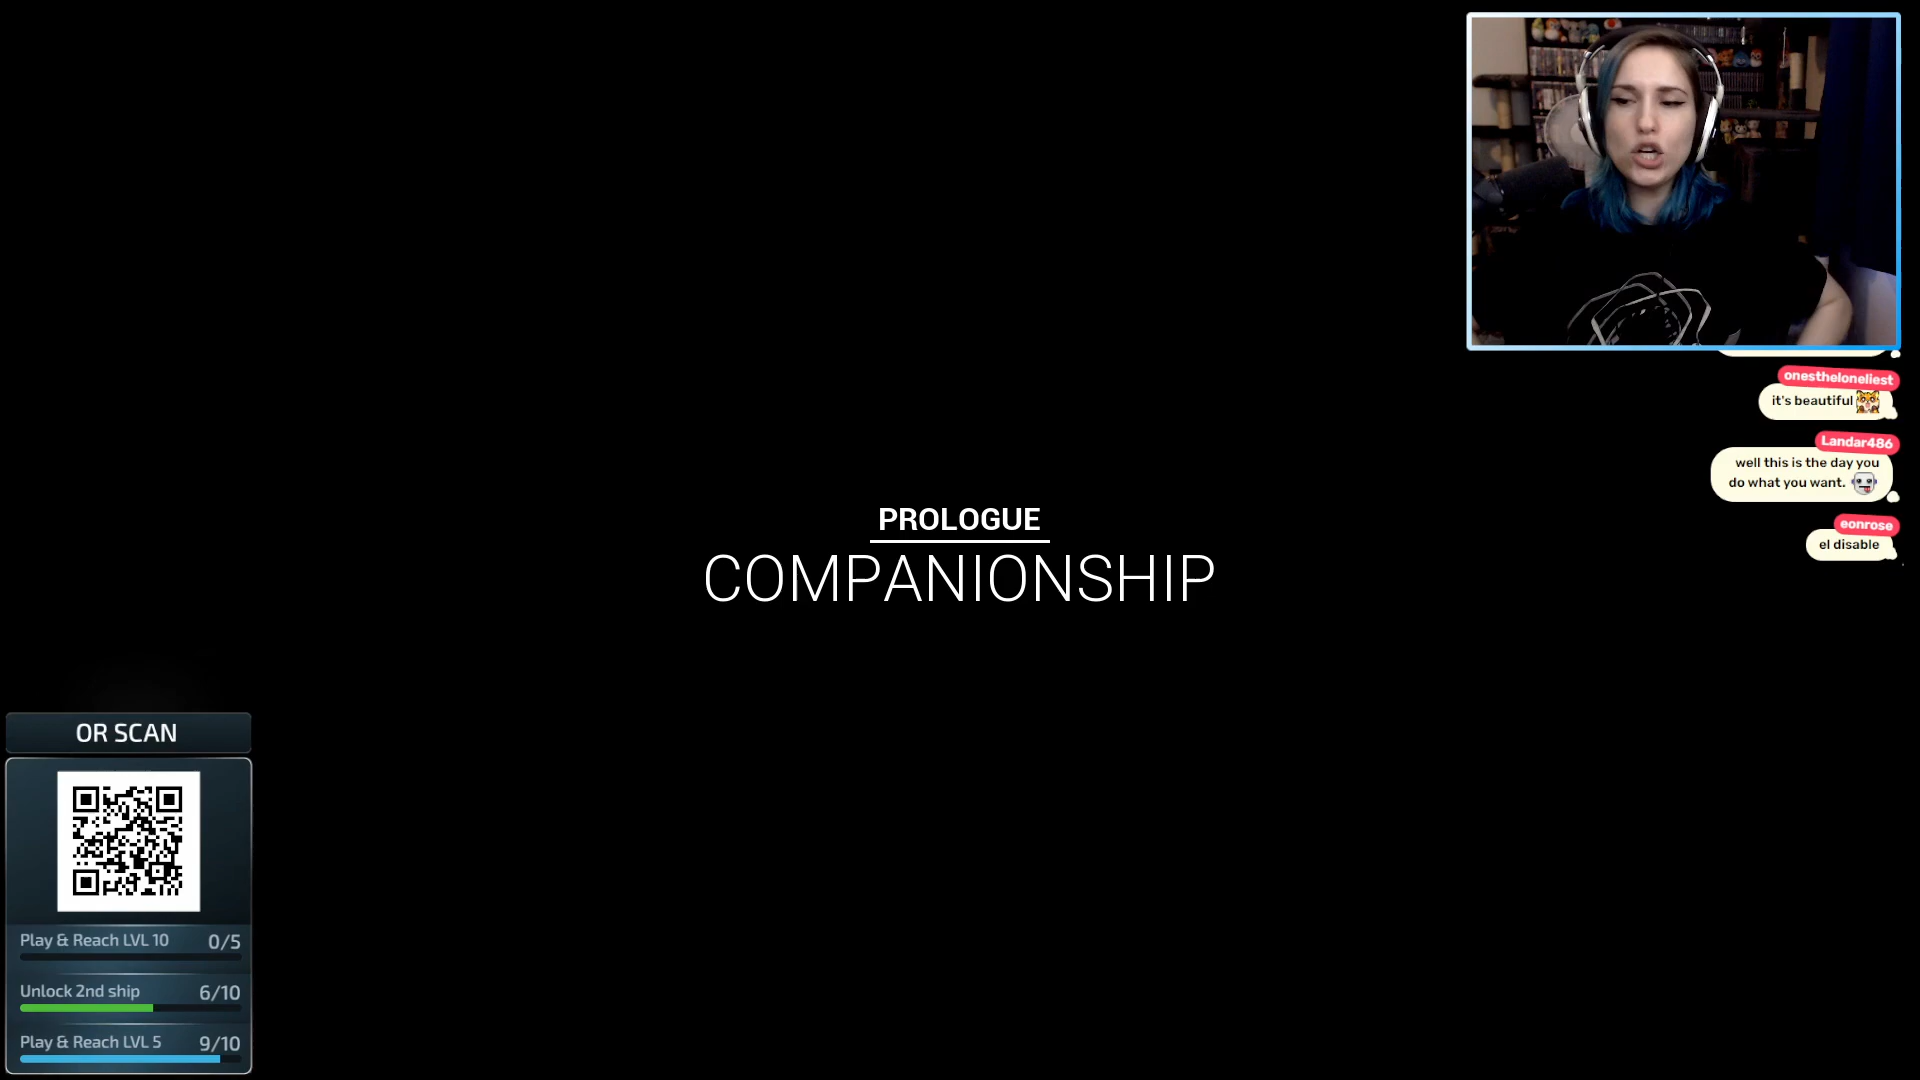 onestheloneliest
it's beautiful
Landar486
well this is the day you
do what you want.
eonrose
el disable
PROLOGUE
COMPANIONSHIP
OR SCAN
Play & Reach LVL 10 0/5
Unlock 2nd ship 6/10
Play & Reach LVL 5 9/10